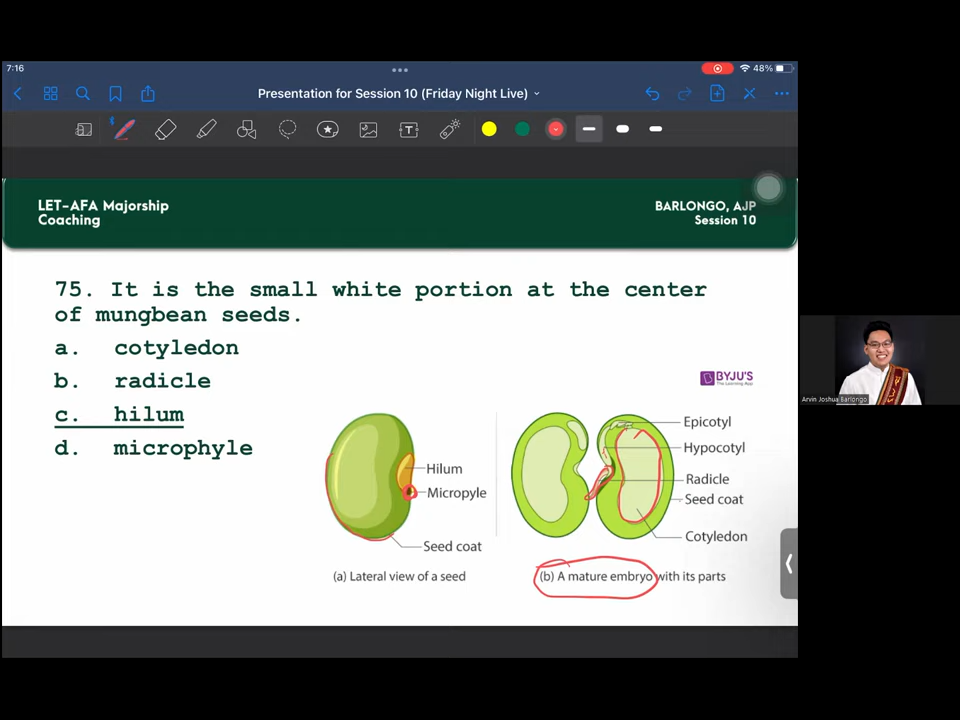 7:16
48%
Presentation for Session 10 (Friday Night Live)
T
LET-AFA Majorship
Coaching
BARLONGO, AJP
Session 10
75. It is the small white portion at the center
of mungbean seeds.
a. cotyledon
b. radicle
c. hilum
d. microphyle
BYJU'S
The Learning App
Hilum
Micropyle
Seed coat
(a) Lateral view of a seed
Epicotyl
Hypocotyl
Radicle
Seed coat
Cotyledon
(b) A mature embryo with its parts
Arvin Joshua Barlongo